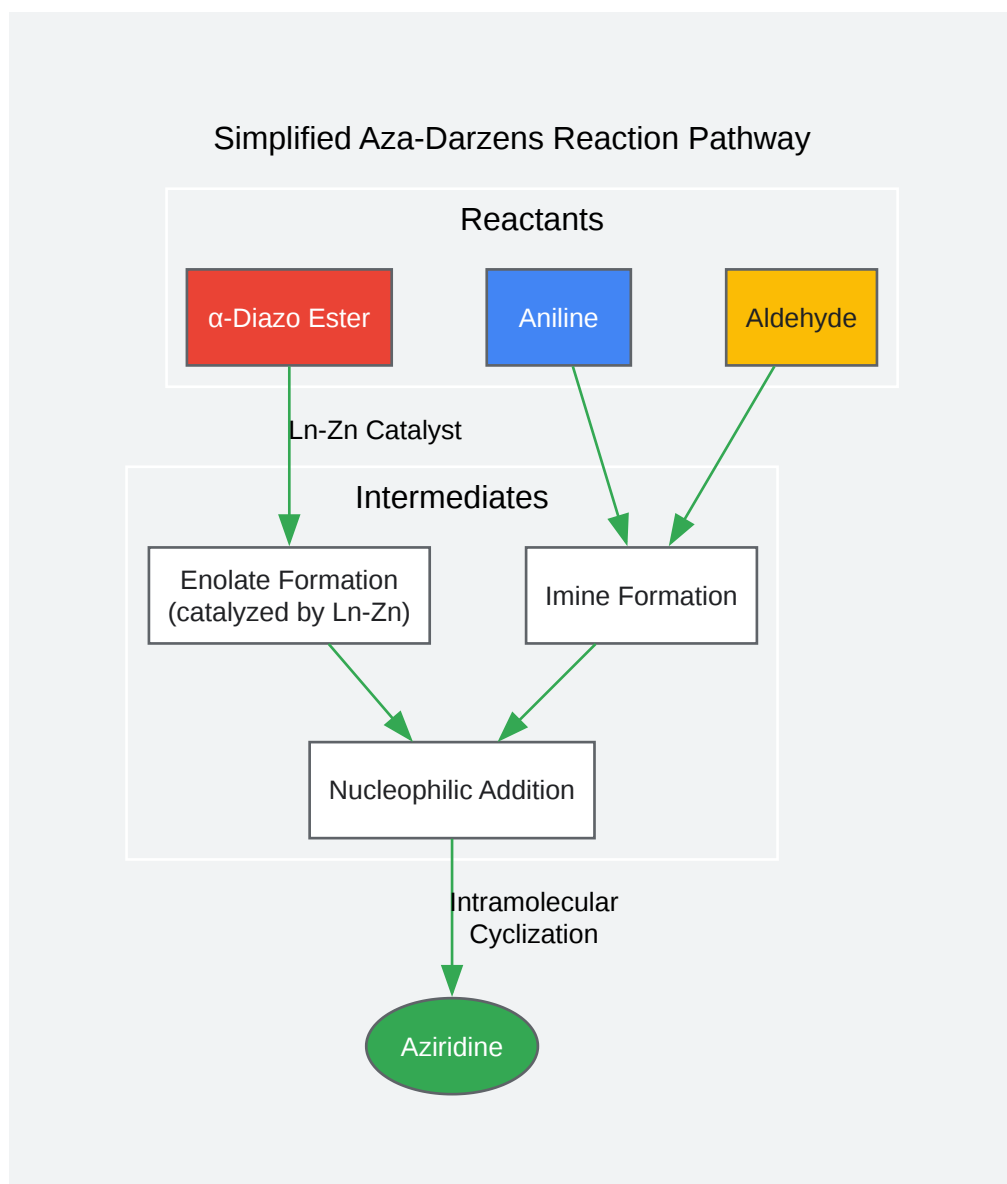 Simplified Aza-Darzens Reaction Pathway
Reactants
α-Diazo Ester
Aniline
Aldehyde
Ln-Zn Catalyst
Intermediates
Enolate Formation
(catalyzed by Ln-Zn)
Imine Formation
Nucleophilic Addition
Intramolecular
Cyclization
Aziridine